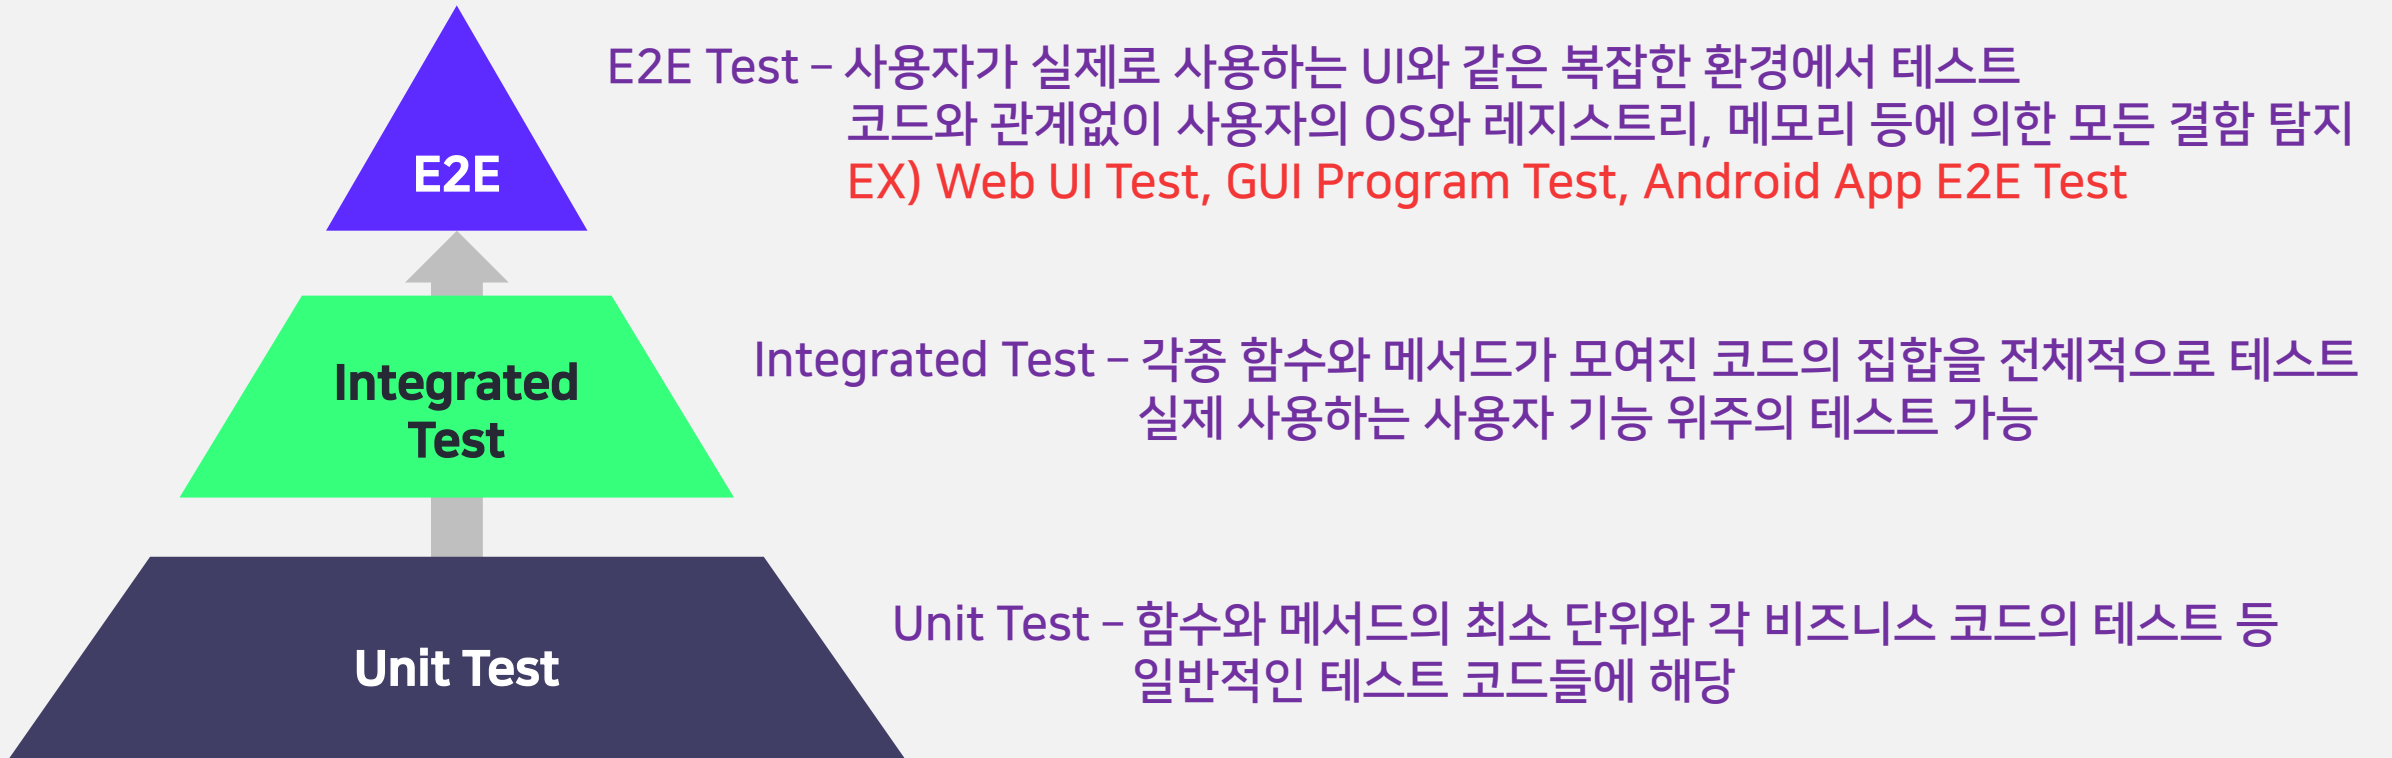 E2E Test – 사용자가 실제로 사용하는 UI와 같은 복잡한 환경에서 테스트
코드와 관계없이 사용자의 OS와 레지스트리, 메모리 등에 의한 모든 결함 탐지
EX) Web UI Test, GUI Program Test, Android App E2E Test
E2E
Integrated Test – 각종 함수와 메서드가 모여진 코드의 집합을 전체적으로 테스트
실제 사용하는 사용자 기능 위주의 테스트 가능
Integrated
Test
Unit Test – 함수와 메서드의 최소 단위와 각 비즈니스 코드의 테스트 등
일반적인 테스트 코드들에 해당
Unit Test